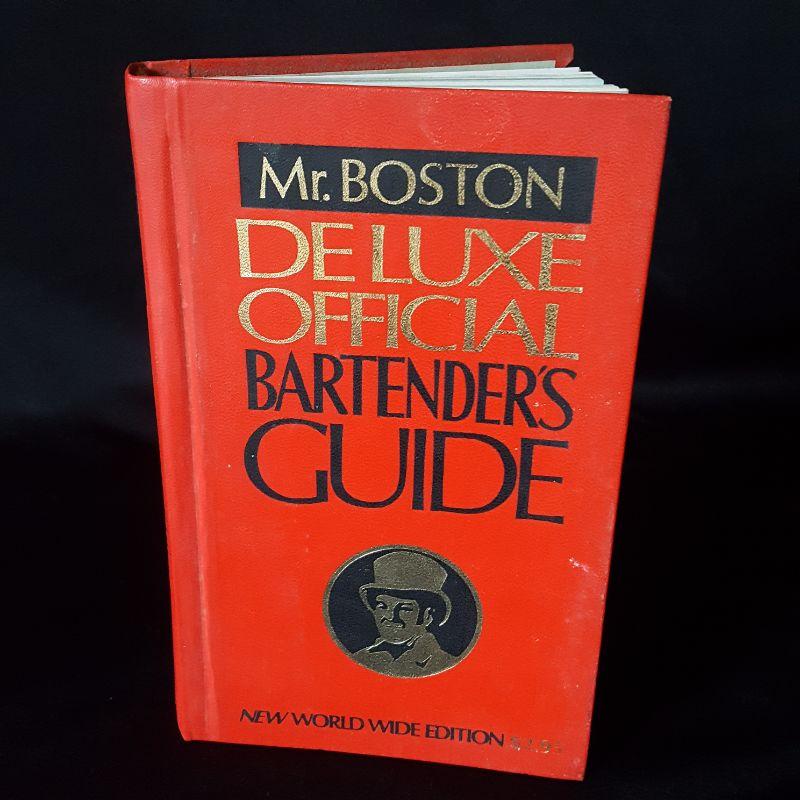 Mr. BOSTON
DE LUXE
OFFICIAL
BARTENDER'S
GUIDE
NEW WORLD WIDE EDITION